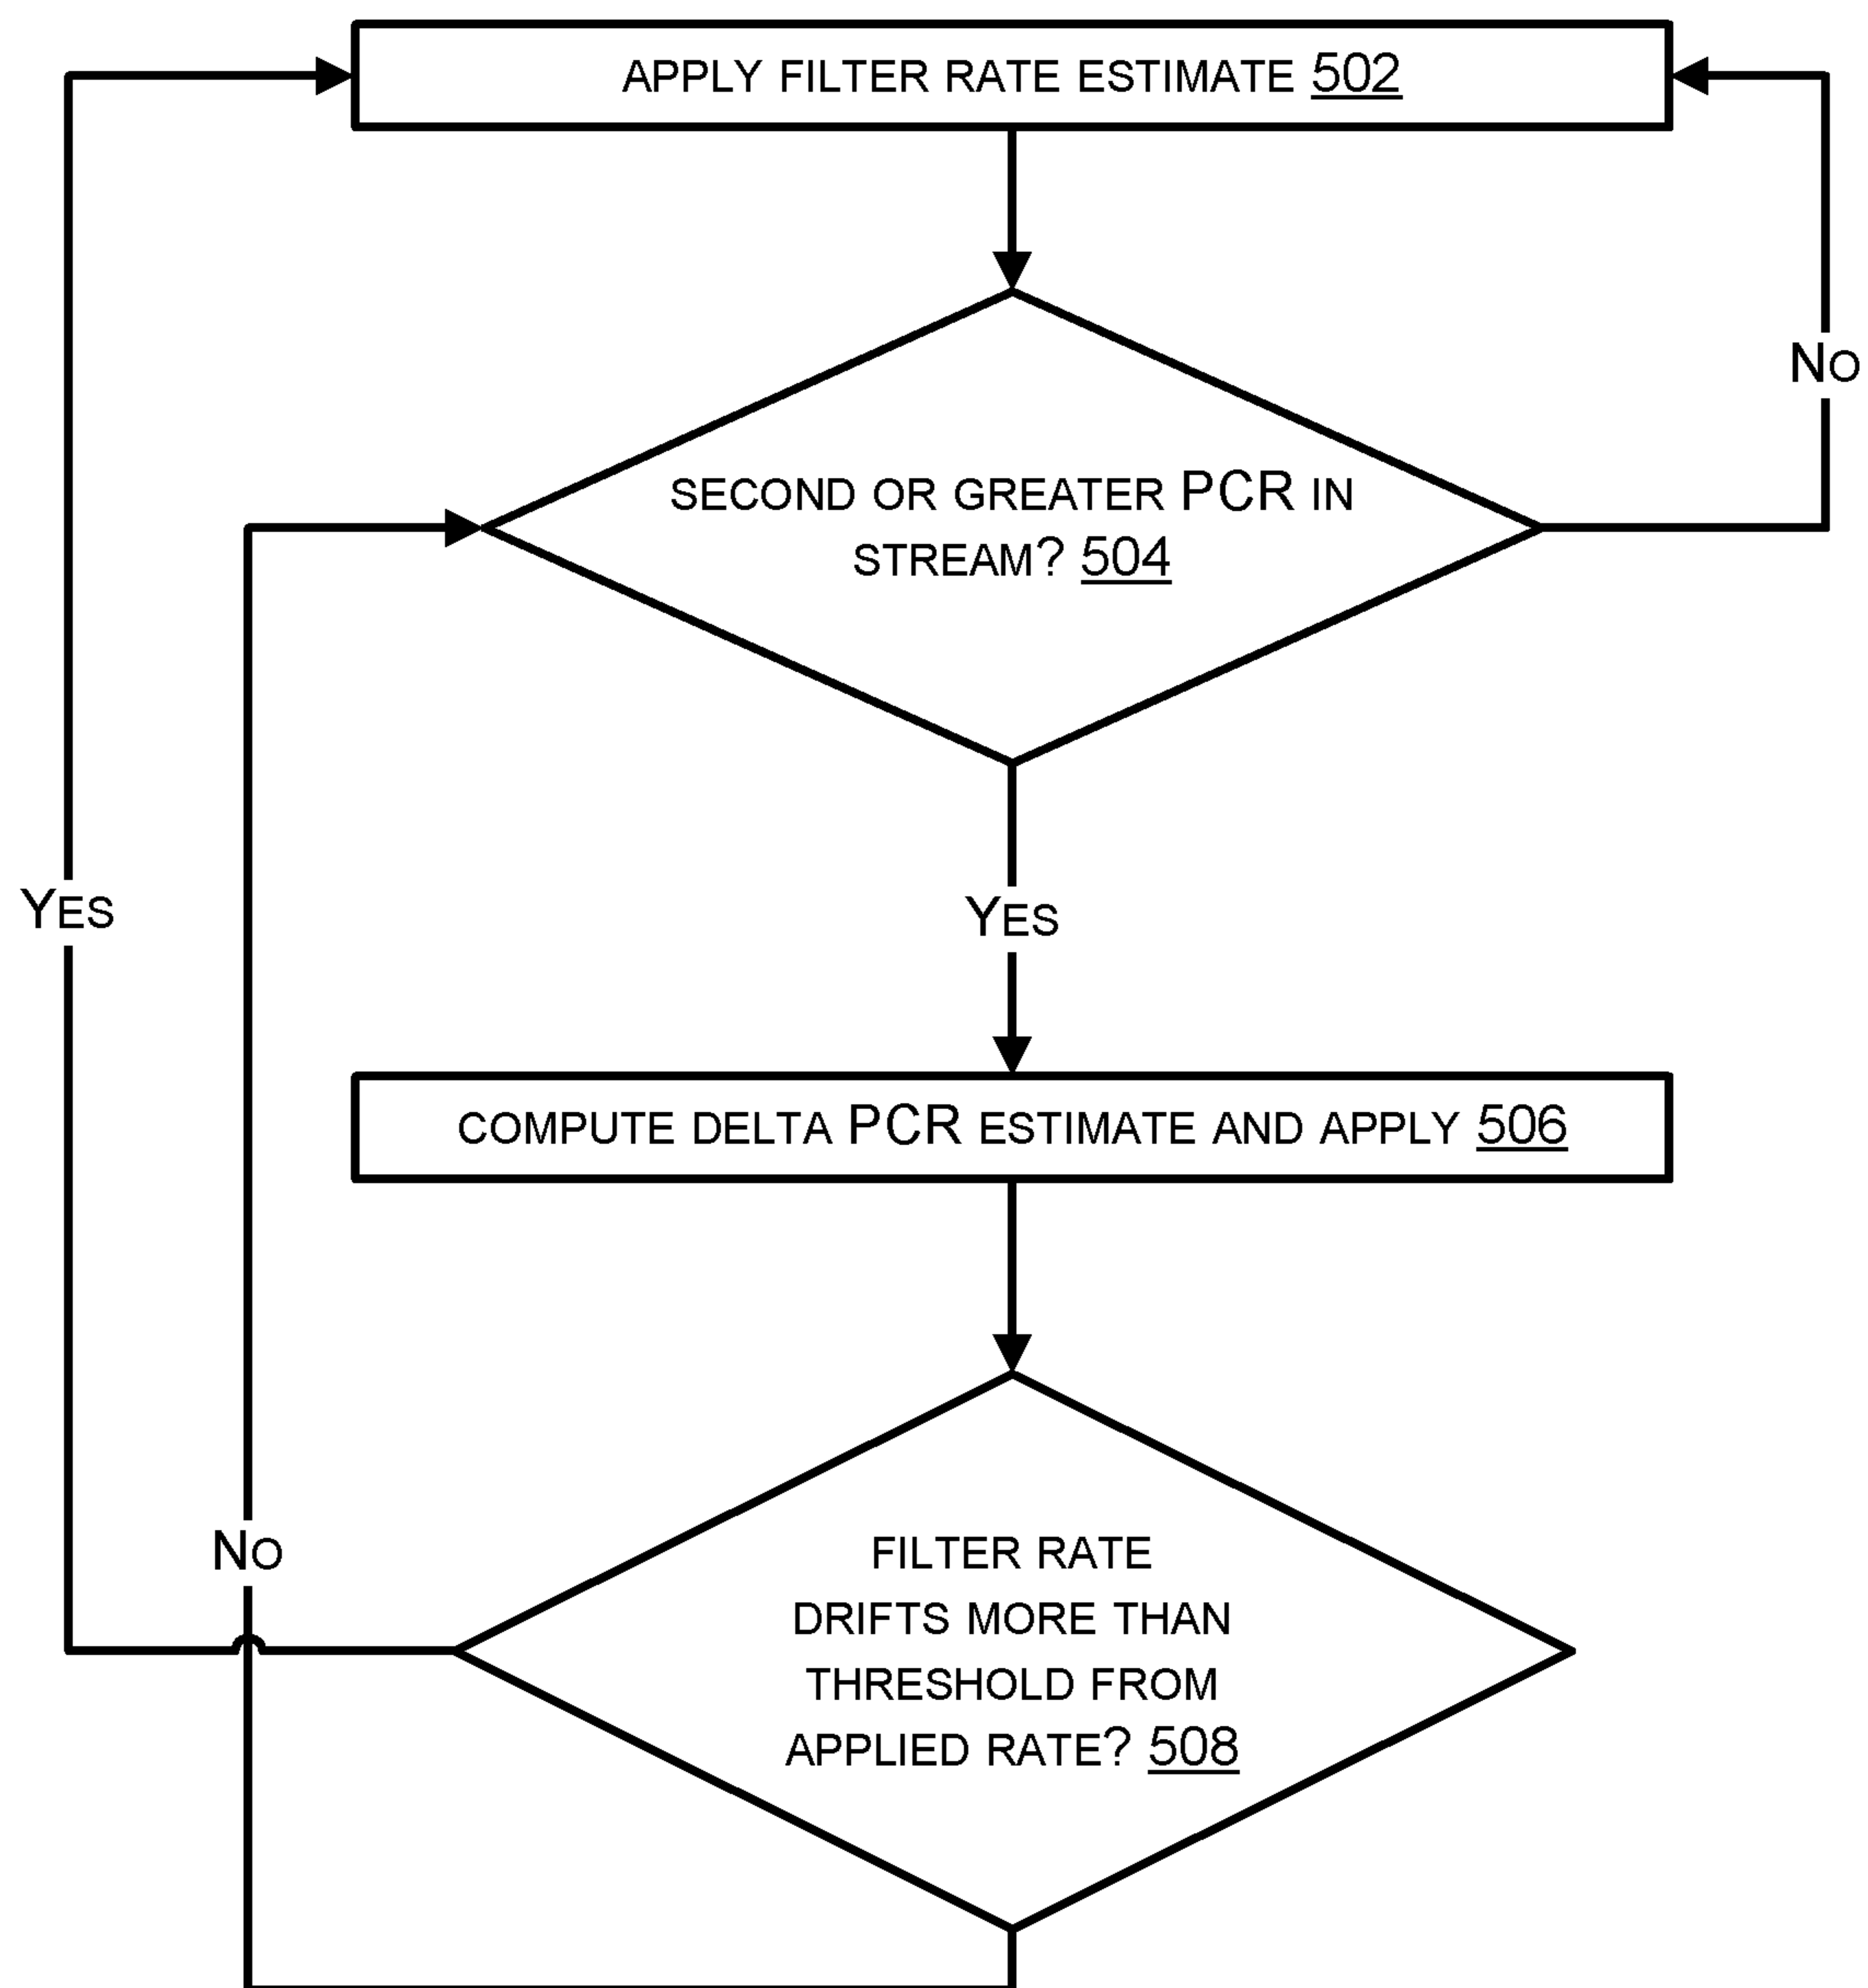 APPLY FILTER RATE ESTIMATE 502
NO
SECOND OR GREATER PCR IN
STREAM? 504
YES
YES
COMPUTE DELTA PCR ESTIMATE AND APPLY 506
NO
FILTER RATE
DRIFTS MORE THAN
THRESHOLD FROM
APPLIED RATE? 508